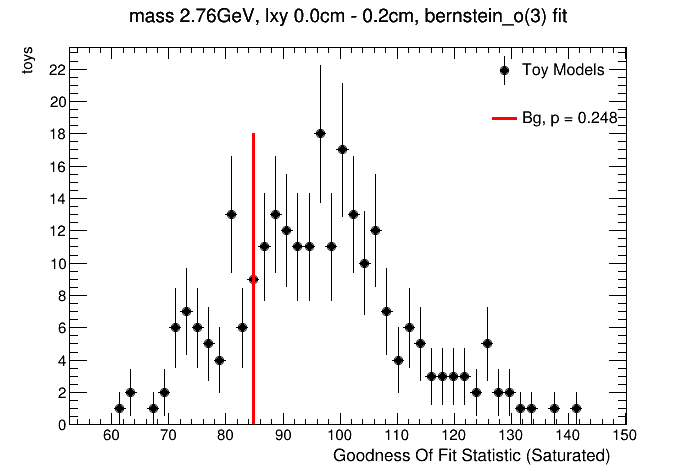 mass 2.76GeV, lxy 0.0cm - 0.2cm, bernstein_o(3) fit
toys
Toy Models
Bg, p = 0.248
22
20
18
16
14
12
10
8
6
4
2
0
60 70 80 90 100 110 120 130 140 150
Goodness Of Fit Statistic (Saturated)